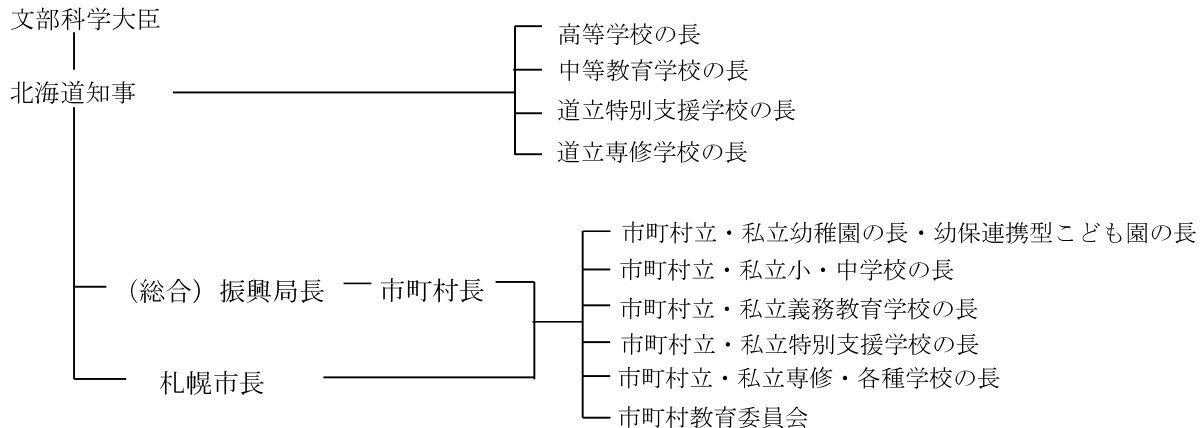 文部科学大臣
北海道知事
高等学校の長
中等教育学校の長
道立特別支援学校の長
道立専修学校の長
(総合)振興局長
市町村長
札幌市長
市町村立・私立幼稚園の長・幼保連携型こども園の長
市町村立・私立小・中学校の長
市町村立・私立義務教育学校の長
市町村立・私立特別支援学校の長
市町村立・私立専修・各種学校の長
市町村教育委員会